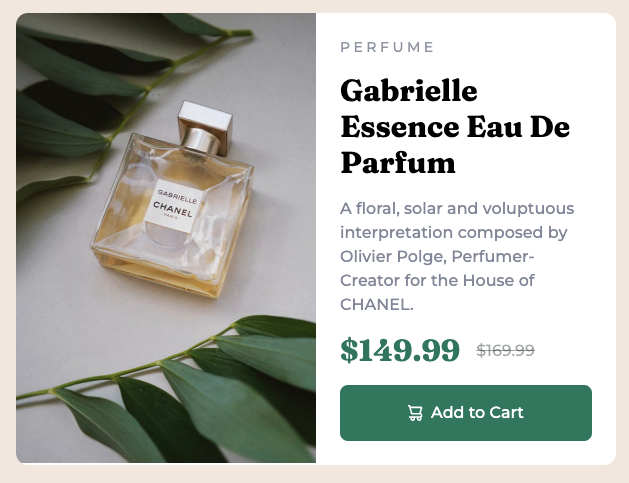 GABRIELLE
CHANEL
PARIS
PERFUME
Gabrielle
Essence Eau De
Parfum
A floral, solar and voluptuous
interpretation composed by
Olivier Polge, Perfumer-
Creator for the House of
CHANEL.
$149.99 $169.99
Add to Cart